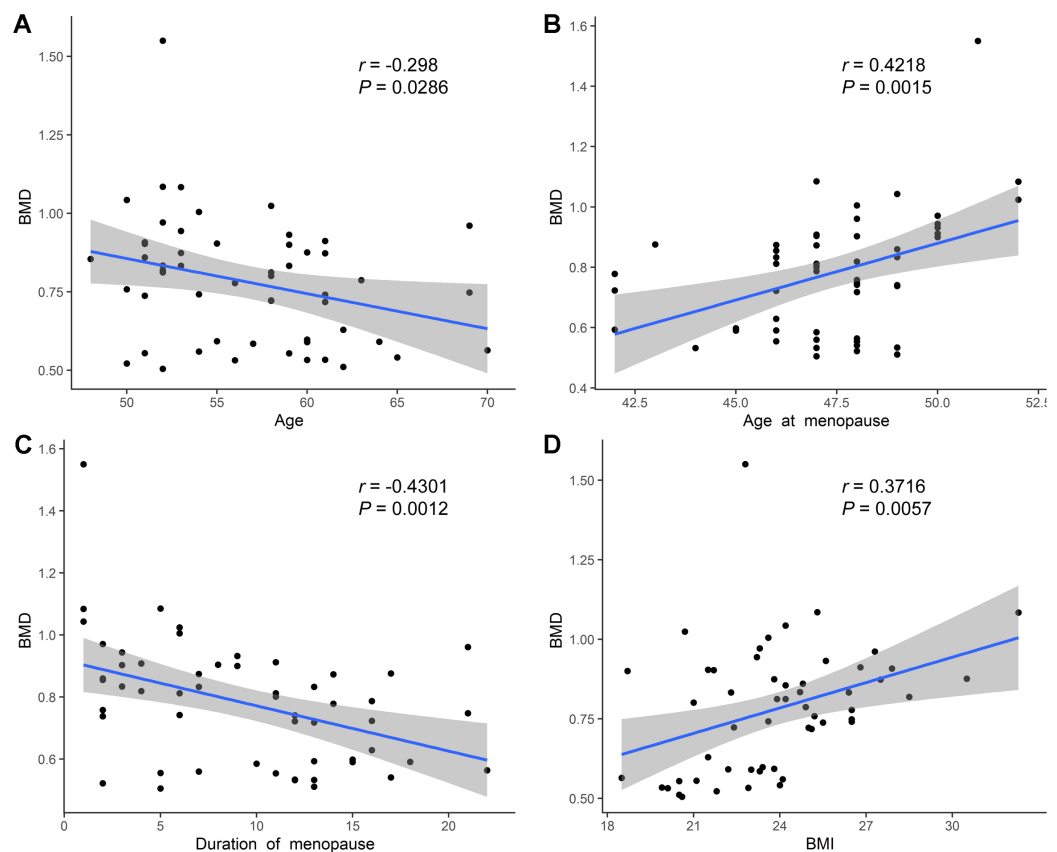 A
BMD
1.50
1.25
1.00
0.75
0.50
r = -0.298
P = 0.0286
50 55 60 65 70
Age
B
BMD
1.6
1.4
1.2
1.0
0.8
0.6
0.4
r = 0.4218
P = 0.0015
42.5 45.0 47.5 50.0 52.5
Age at menopause
C
BMD
1.6
1.4
1.2
1.0
0.8
0.6
r = -0.4301
P = 0.0012
0 5 10 15 20
Duration of menopause
D
BMD
1.50
1.25
1.00
0.75
0.50
r = 0.3716
P = 0.0057
18 21 24 27 30
BMI